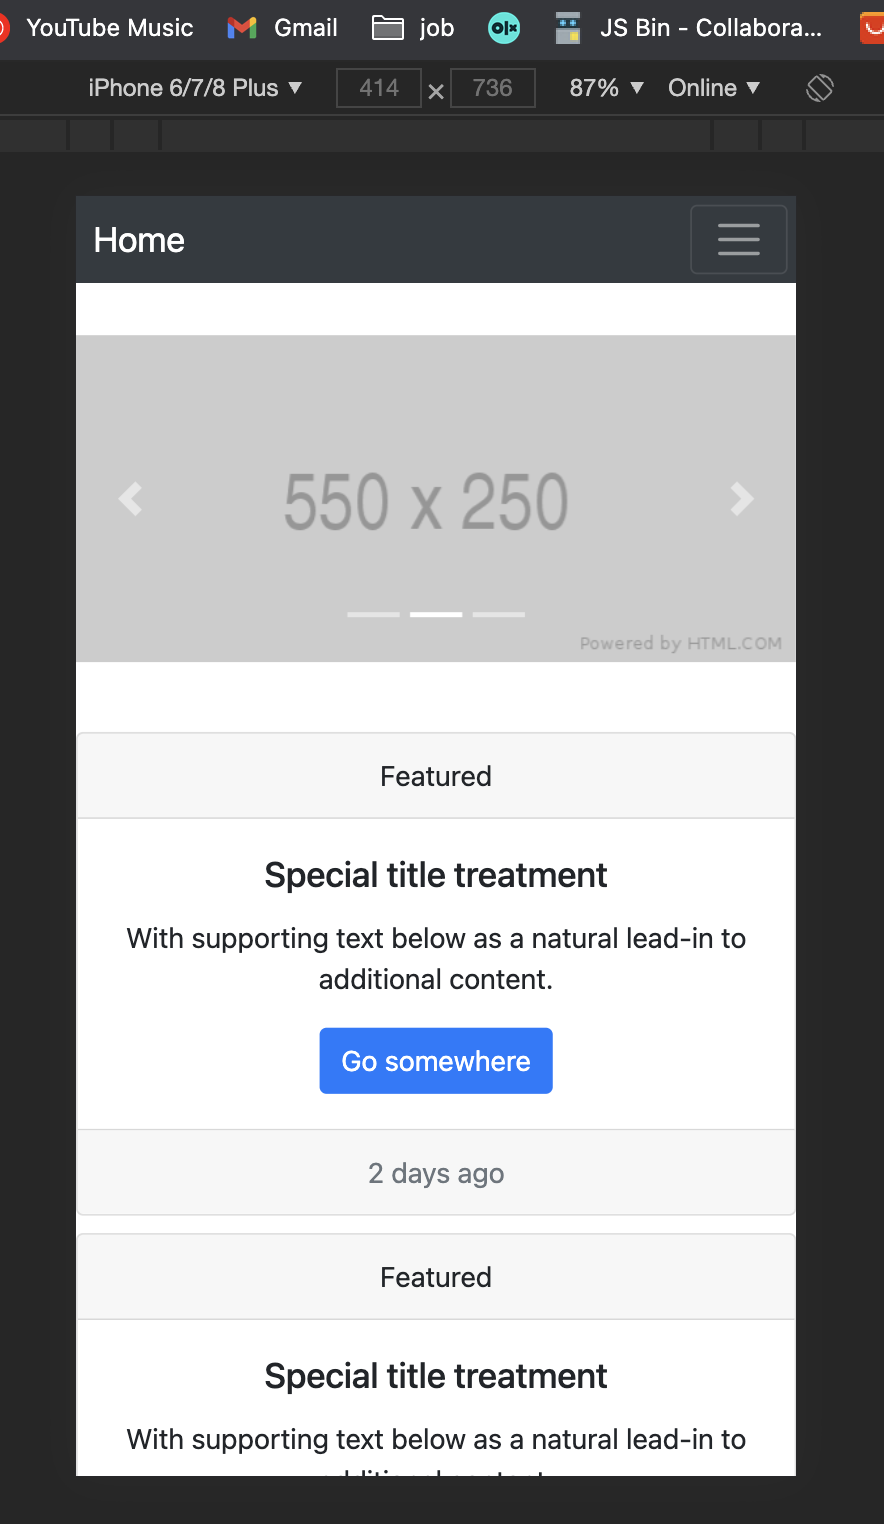 YouTube Music Gmail job olx JS Bin - Collabora...
iPhone 6/7/8 Plus ▼ 414 × 736 87% ▼ Online ▼
Home
550 x 250
Powered by HTML.COM
Featured
Special title treatment
With supporting text below as a natural lead-in to
additional content.
Go somewhere
2 days ago
Featured
Special title treatment
With supporting text below as a natural lead-in to